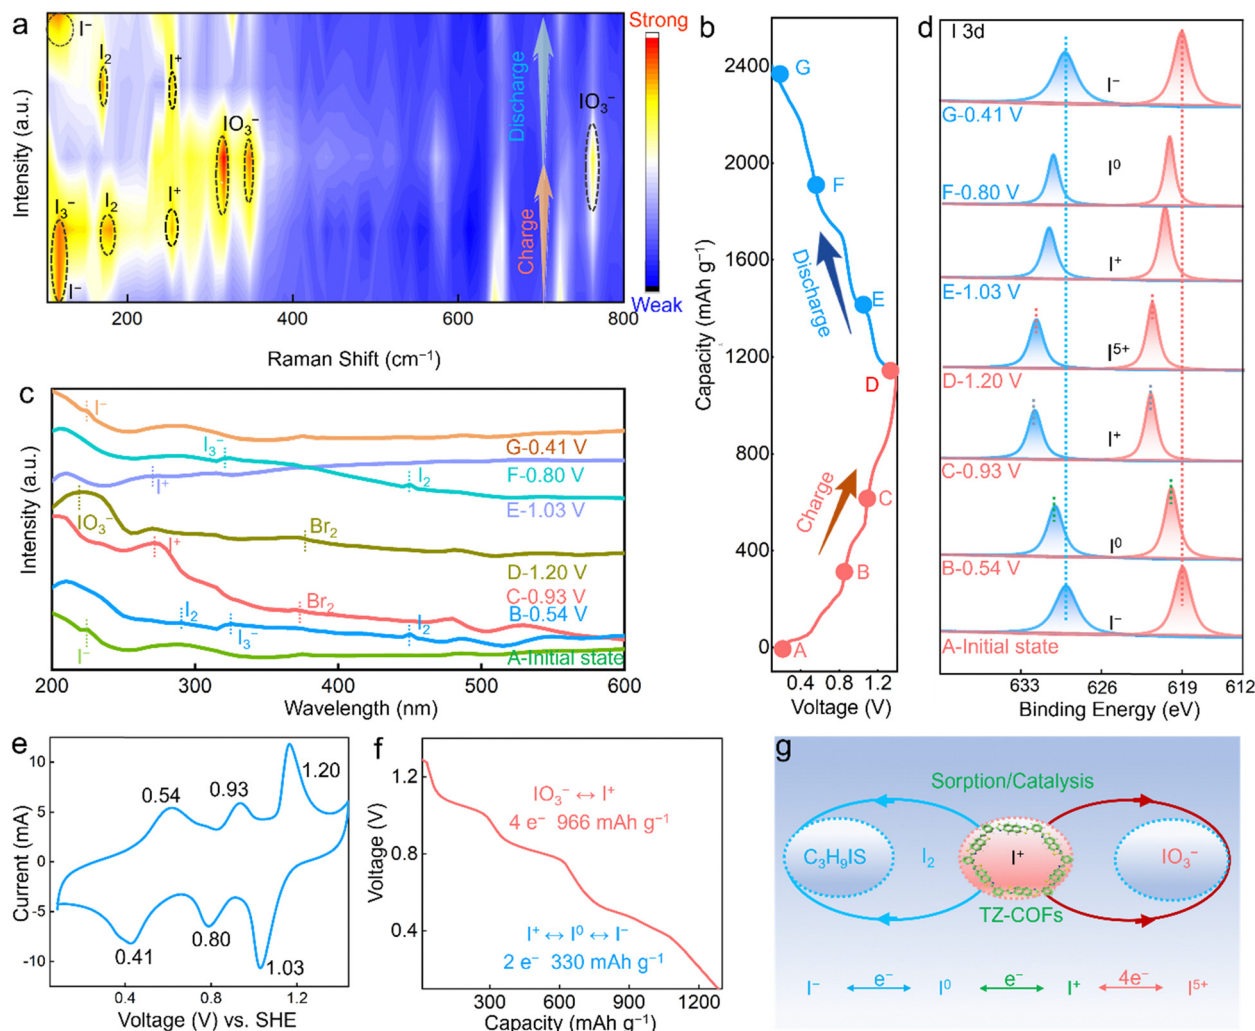 a
Intensity (a.u.)
I⁻
I₂
I⁺
IO₃⁻
IO₃⁻
I⁺
I₂
I₃⁻
I⁻
Discharge
Charge
Strong
Weak
200
400
600
800
Raman Shift (cm⁻¹)
b
Capacity (mAh g⁻¹)
2400
2000
1600
1200
800
400
0
G
F
E
D
C
B
A
Discharge
Charge
0.4 0.8 1.2
Voltage (V)
c
Intensity (a.u.)
I⁻
G-0.41 V
I₃⁻
I₂
F-0.80 V
I⁺
E-1.03 V
IO₃⁻
Br₂
D-1.20 V
I⁺
Br₂
C-0.93 V
B-0.54 V
I₂
I₃⁻
I₂
I⁻
A-Initial state
200
300
400
500
600
Wavelength (nm)
d
I 3d
I⁻
G-0.41 V
I⁰
F-0.80 V
I⁺
E-1.03 V
I⁵⁺
D-1.20 V
I⁺
C-0.93 V
I⁰
B-0.54 V
I⁻
A-Initial state
633
626
619
612
Binding Energy (eV)
e
Current (mA)
10
5
0
-5
-10
0.54
0.93
1.20
0.41
0.80
1.03
0.4
0.8
1.2
Voltage (V) vs. SHE
f
Voltage (V)
1.2
0.8
0.4
IO₃⁻ ↔ I⁺
4 e⁻ 966 mAh g⁻¹
I⁺ ↔ I⁰ ↔ I⁻
2 e⁻ 330 mAh g⁻¹
300
600
900
1200
Capacity (mAh g⁻¹)
g
Sorption/Catalysis
C₃H₉IS
I₂
I⁺
IO₃⁻
TZ-COFs
I⁻ e⁻ I⁰ e⁻ I⁺ 4e⁻ I⁵⁺